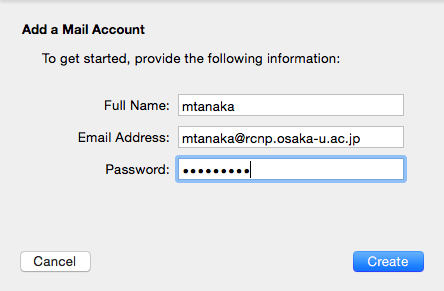 Add a Mail Account
To get started, provide the following information:
Full Name: mtanaka
Email Address: mtanaka@rcnp.osaka-u.ac.jp
Password: •••••••••
Cancel Create